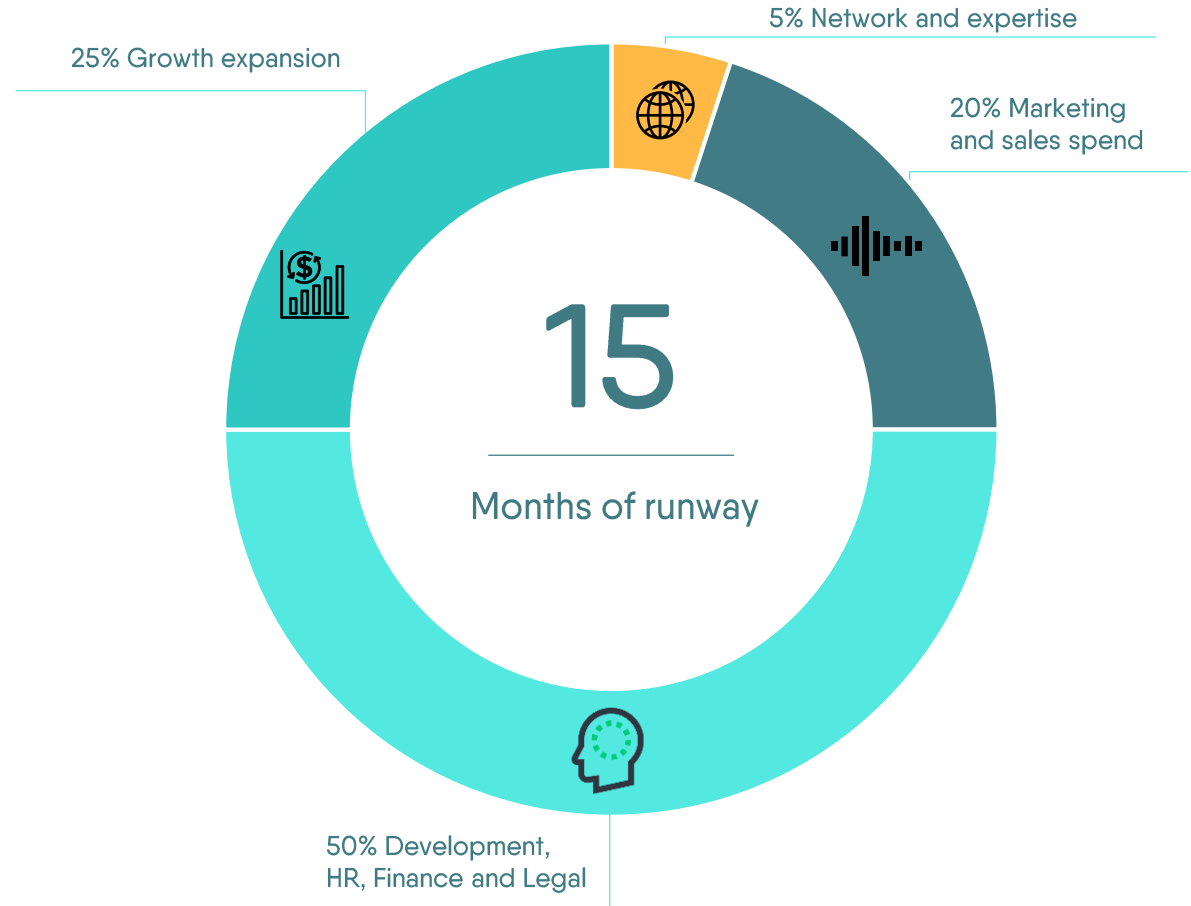 5% Network and expertise
25% Growth expansion
20% Marketing
and sales spend
$
15
Months of runway
50% Development,
HR, Finance and Legal